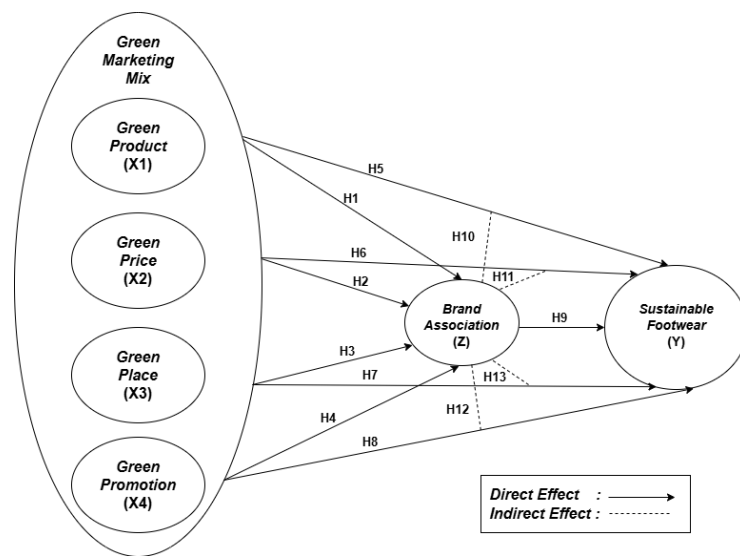 Green
Marketing
Mix
Green
Product
(X1)
Green
Price
(X2)
Green
Place
(X3)
Green
Promotion
(X4)
H5
H1
H10
H6
H11
H2
Brand
Association
(Z)
H9
Sustainable
Footwear
(Y)
H3
H7
H13
H4
H12
H8
Direct Effect :
Indirect Effect :